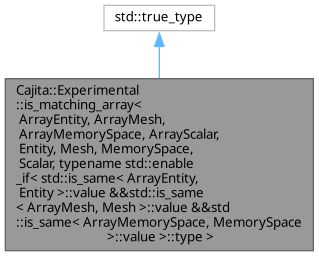 std::true_type
Cajita::Experimental
::is_matching_array<
ArrayEntity, ArrayMesh,
ArrayMemorySpace, ArrayScalar,
Entity, Mesh, MemorySpace,
Scalar, typename std::enable
_if< std::is_same< ArrayEntity,
Entity >::value &&std::is_same
< ArrayMesh, Mesh >::value &&std
::is_same< ArrayMemorySpace, MemorySpace
>::value >::type >